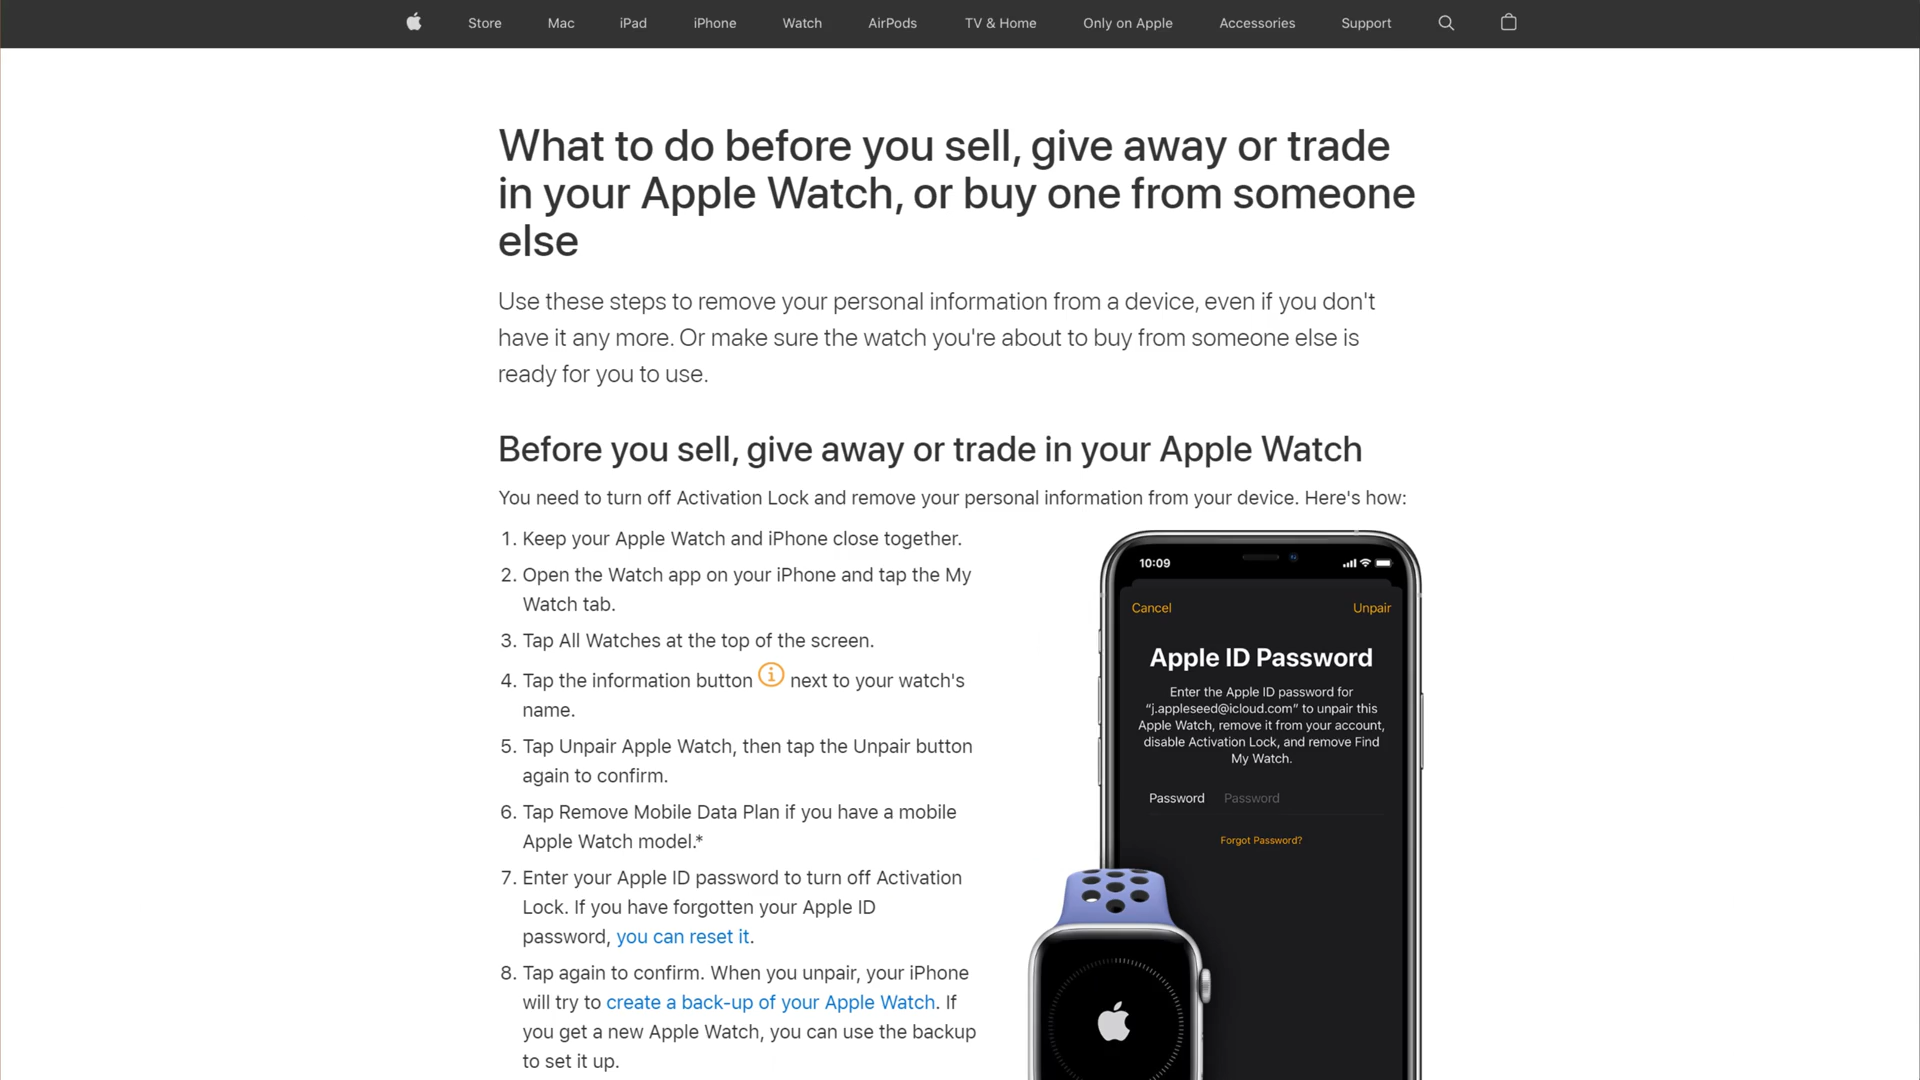 Store Mac iPad iPhone Watch AirPods TV & Home Only on Apple Accessories Support
What to do before you sell, give away or trade
in your Apple Watch, or buy one from someone
else
Use these steps to remove your personal information from a device, even if you don't
have it any more. Or make sure the watch you're about to buy from someone else is
ready for you to use.
Before you sell, give away or trade in your Apple Watch
You need to turn off Activation Lock and remove your personal information from your device. Here's how:
1. Keep your Apple Watch and iPhone close together.
2. Open the Watch app on your iPhone and tap the My
Watch tab.
3. Tap All Watches at the top of the screen.
4. Tap the information button i next to your watch's
name.
5. Tap Unpair Apple Watch, then tap the Unpair button
again to confirm.
6. Tap Remove Mobile Data Plan if you have a mobile
Apple Watch model.*
7. Enter your Apple ID password to turn off Activation
Lock. If you have forgotten your Apple ID
password, you can reset it.
8. Tap again to confirm. When you unpair, your iPhone
will try to create a back-up of your Apple Watch. If
you get a new Apple Watch, you can use the backup
to set it up.
10:09
Cancel Unpair
Apple ID Password
Enter the Apple ID password for
“j.appleseed@icloud.com” to unpair this
Apple Watch, remove it from your account,
disable Activation Lock, and remove Find
My Watch.
Password Password
Forgot Password?